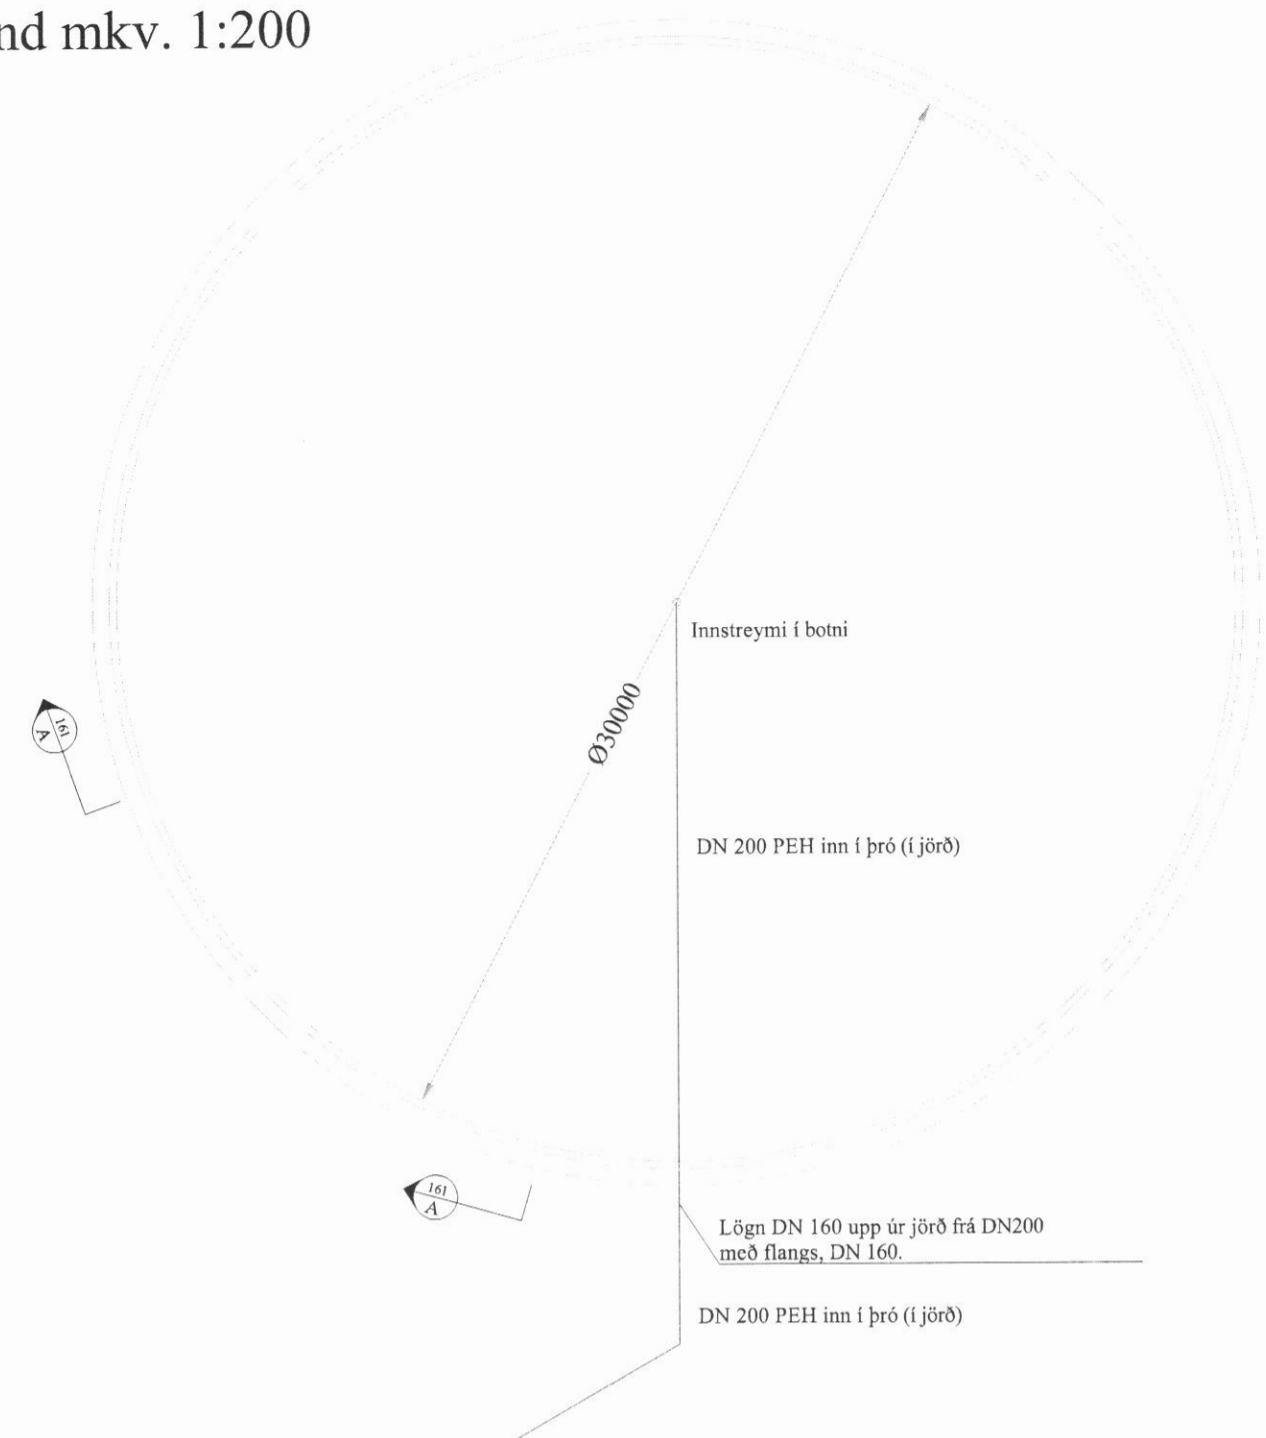 nd mkv. 1:200
Innstreymi í botni
Ø30000
161
A
DN 200 PEH inn í þró (í jörð)
161
A
Lögn DN 160 upp úr jörð frá DN200
með flangs, DN 160.
DN 200 PEH inn í þró (í jörð)